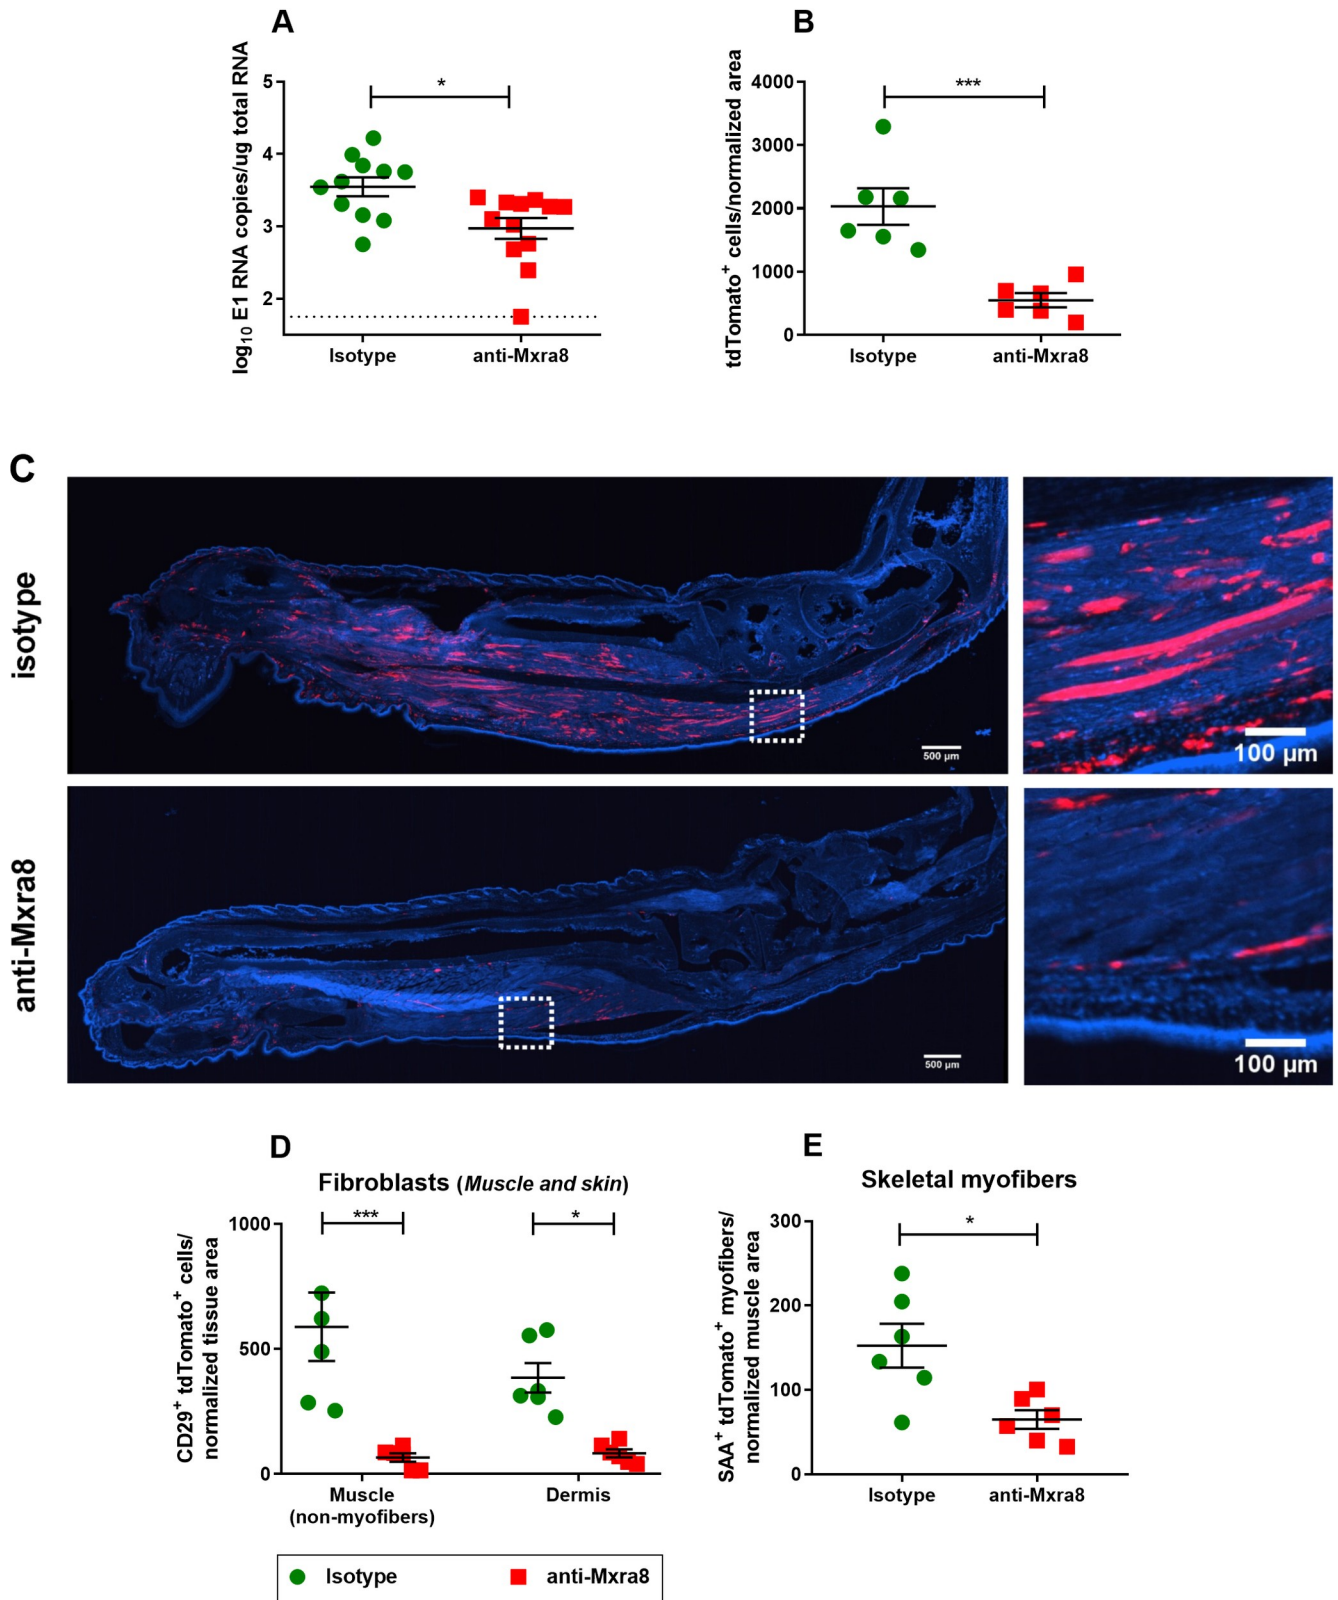 A
log10 E1 RNA copies/ug total RNA
5
4
3
2
*
Isotype
anti-Mxra8
B
tdTomato+ cells/normalized area
4000
3000
2000
1000
0
***
Isotype
anti-Mxra8
C
isotype
500 µm
100 µm
anti-Mxra8
500 µm
100 µm
D
Fibroblasts (Muscle and skin)
CD29+ tdTomato+ cells/
normalized tissue area
1000
500
0
***
*
Muscle
(non-myofibers)
Dermis
Isotype
anti-Mxra8
E
Skeletal myofibers
SAA+ tdTomato+ myofibers/
normalized muscle area
300
200
100
0
*
Isotype
anti-Mxra8